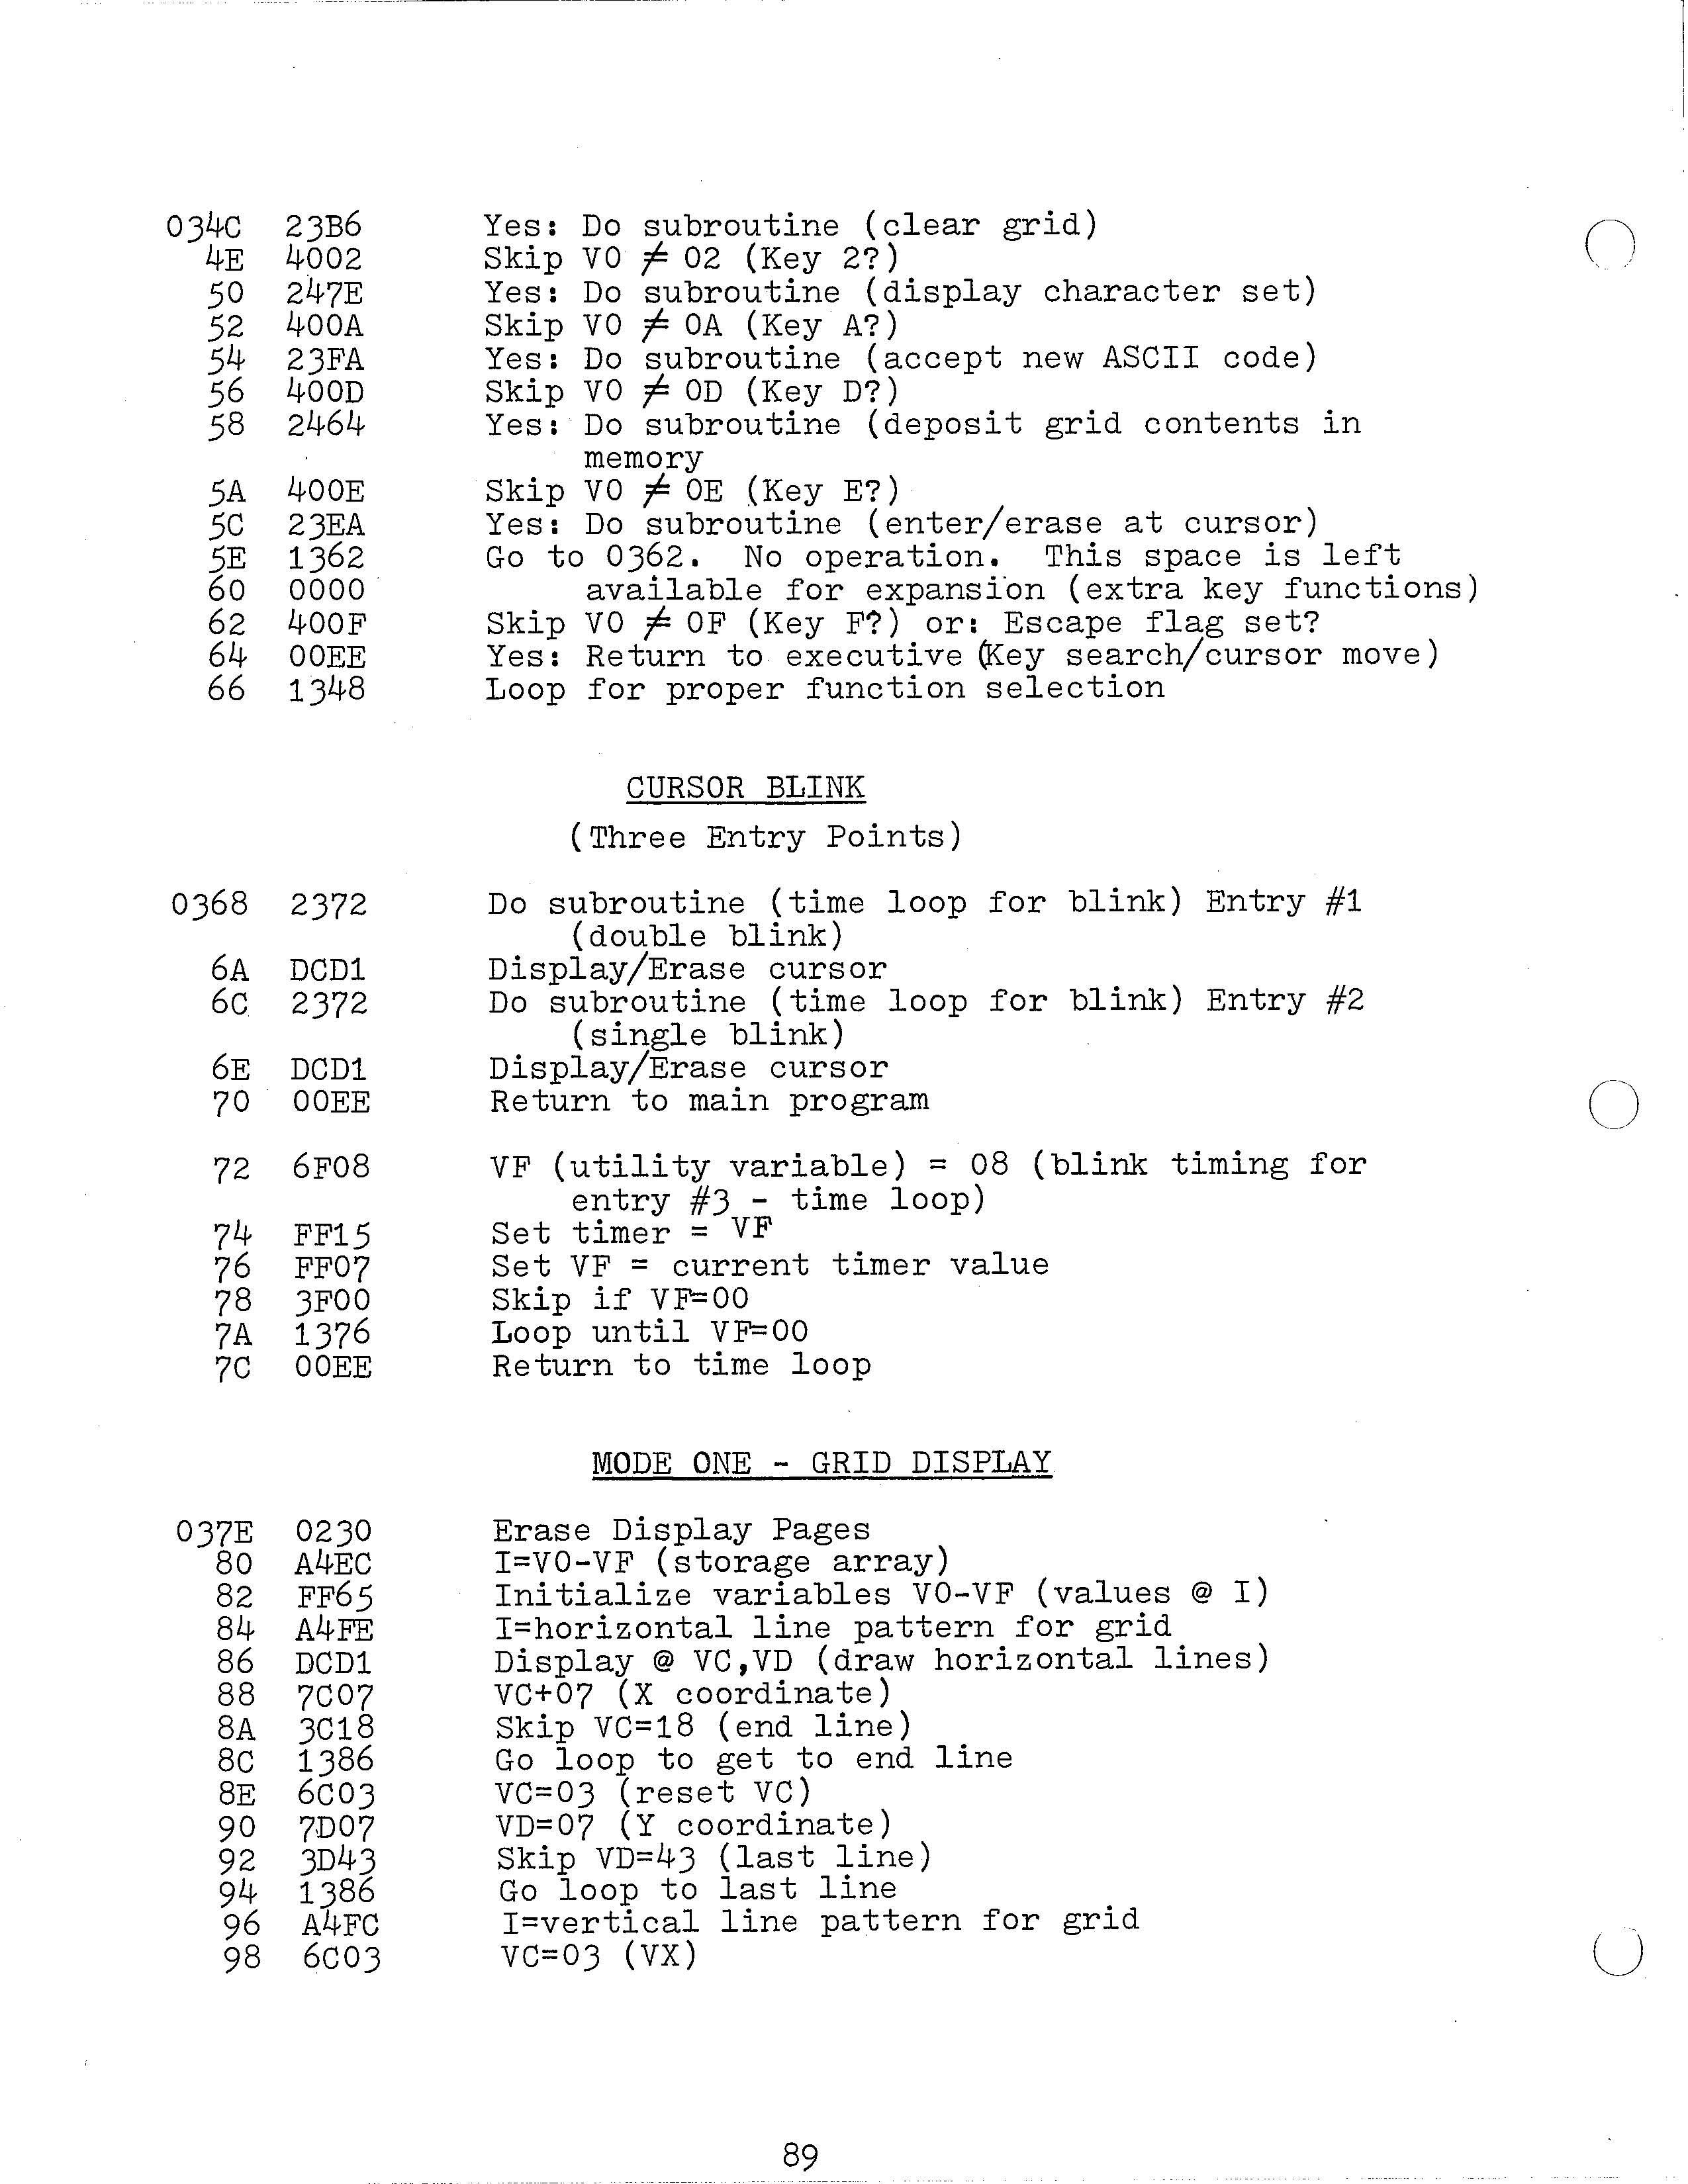 034C 23B6 Yes: Do subroutine (clear grid)
4E 4002 Skip V0 ≠ 02 (Key 2?)
50 247E Yes: Do subroutine (display character set)
52 400A Skip V0 ≠ 0A (Key A?)
54 23FA Yes: Do subroutine (accept new ASCII code)
56 400D Skip V0 ≠ 0D (Key D?)
58 2464 Yes: Do subroutine (deposit grid contents in
memory
5A 400E Skip V0 ≠ 0E (Key E?)
5C 23EA Yes: Do subroutine (enter/erase at cursor)
5E 1362 Go to 0362. No operation. This space is left
60 0000 available for expansion (extra key functions)
62 400F Skip V0 ≠ 0F (Key F?) or: Escape flag set?
64 00EE Yes: Return to executive (Key search/cursor move)
66 1348 Loop for proper function selection
CURSOR BLINK
(Three Entry Points)
0368 2372 Do subroutine (time loop for blink) Entry #1
(double blink)
6A DCD1 Display/Erase cursor
6C 2372 Do subroutine (time loop for blink) Entry #2
(single blink)
6E DCD1 Display/Erase cursor
70 00EE Return to main program
72 6F08 VF (utility variable) = 08 (blink timing for
entry #3 - time loop)
74 FF15 Set timer = VF
76 FF07 Set VF = current timer value
78 3F00 Skip if VF=00
7A 1376 Loop until VF=00
7C 00EE Return to time loop
MODE ONE - GRID DISPLAY
037E 0230 Erase Display Pages
80 A4EC I=V0-VF (storage array)
82 FF65 Initialize variables V0-VF (values @ I)
84 A4FE I=horizontal line pattern for grid
86 DCD1 Display @ VC,VD (draw horizontal lines)
88 7C07 VC+07 (X coordinate)
8A 3C18 Skip VC=18 (end line)
8C 1386 Go loop to get to end line
8E 6C03 VC=03 (reset VC)
90 7D07 VD=07 (Y coordinate)
92 3D43 Skip VD=43 (last line)
94 1386 Go loop to last line
96 A4FC I=vertical line pattern for grid
98 6C03 VC=03 (VX)
89